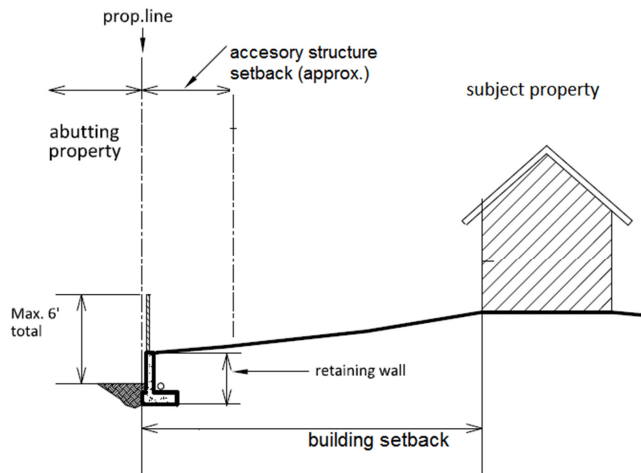 prop.line
accesory structure
setback (approx.)
subject property
abutting
property
Max. 6'
total
retaining wall
building setback